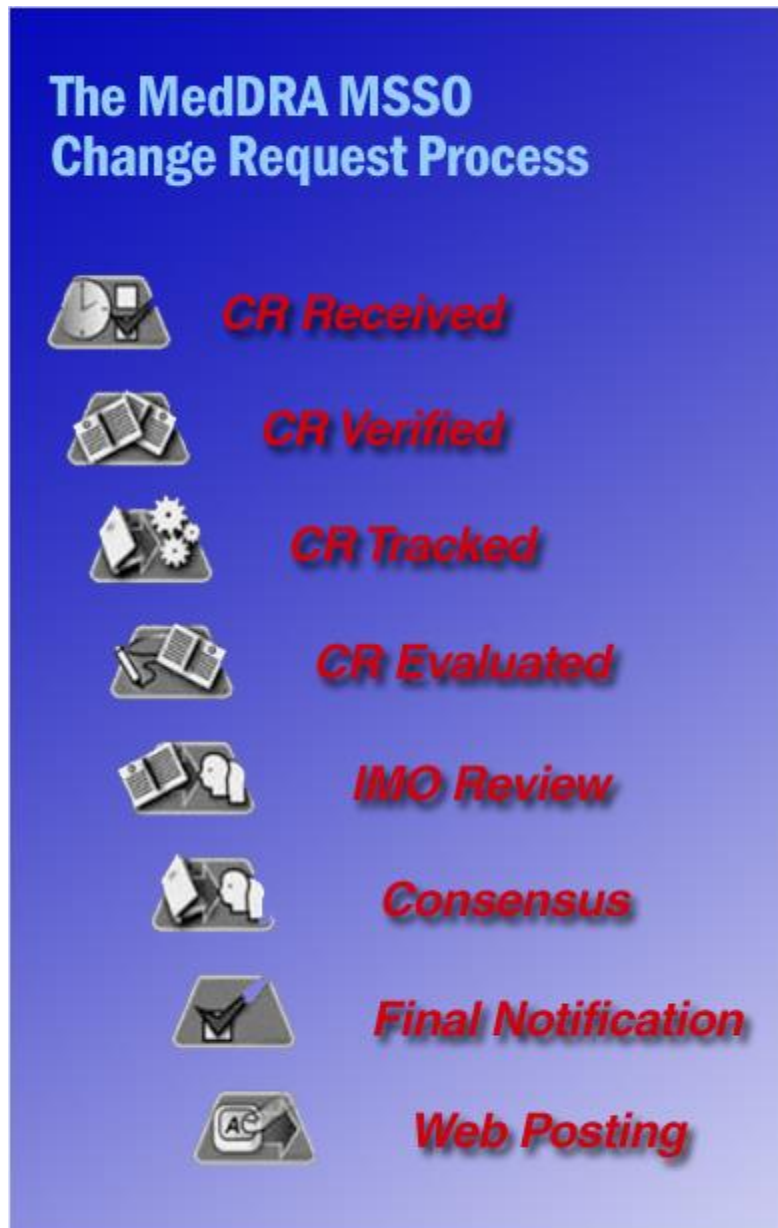 The MedDRA MSSO
Change Request Process
CR Received
CR Verified
CR Tracked
CR Evaluated
IMO Review
Consensus
Final Notification
Web Posting